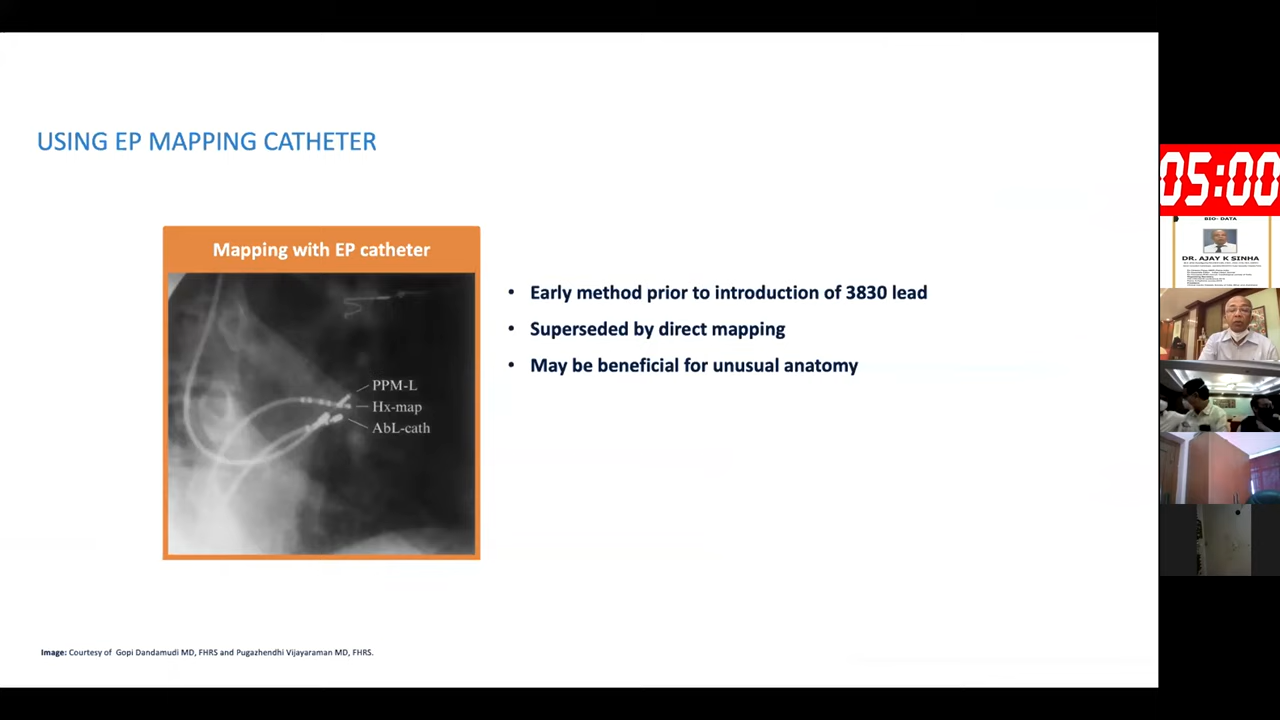 USING EP MAPPING CATHETER
Mapping with EP catheter
PPM-L
Hx-map
AbL-cath
• Early method prior to introduction of 3830 lead
• Superseded by direct mapping
• May be beneficial for unusual anatomy
Image: Courtesy of Gopi Dandamudi MD, FHRS and Pugazhendhi Vijayaraman MD, FHRS.
05:00
BIO- DATA
DR. AJAY K SINHA